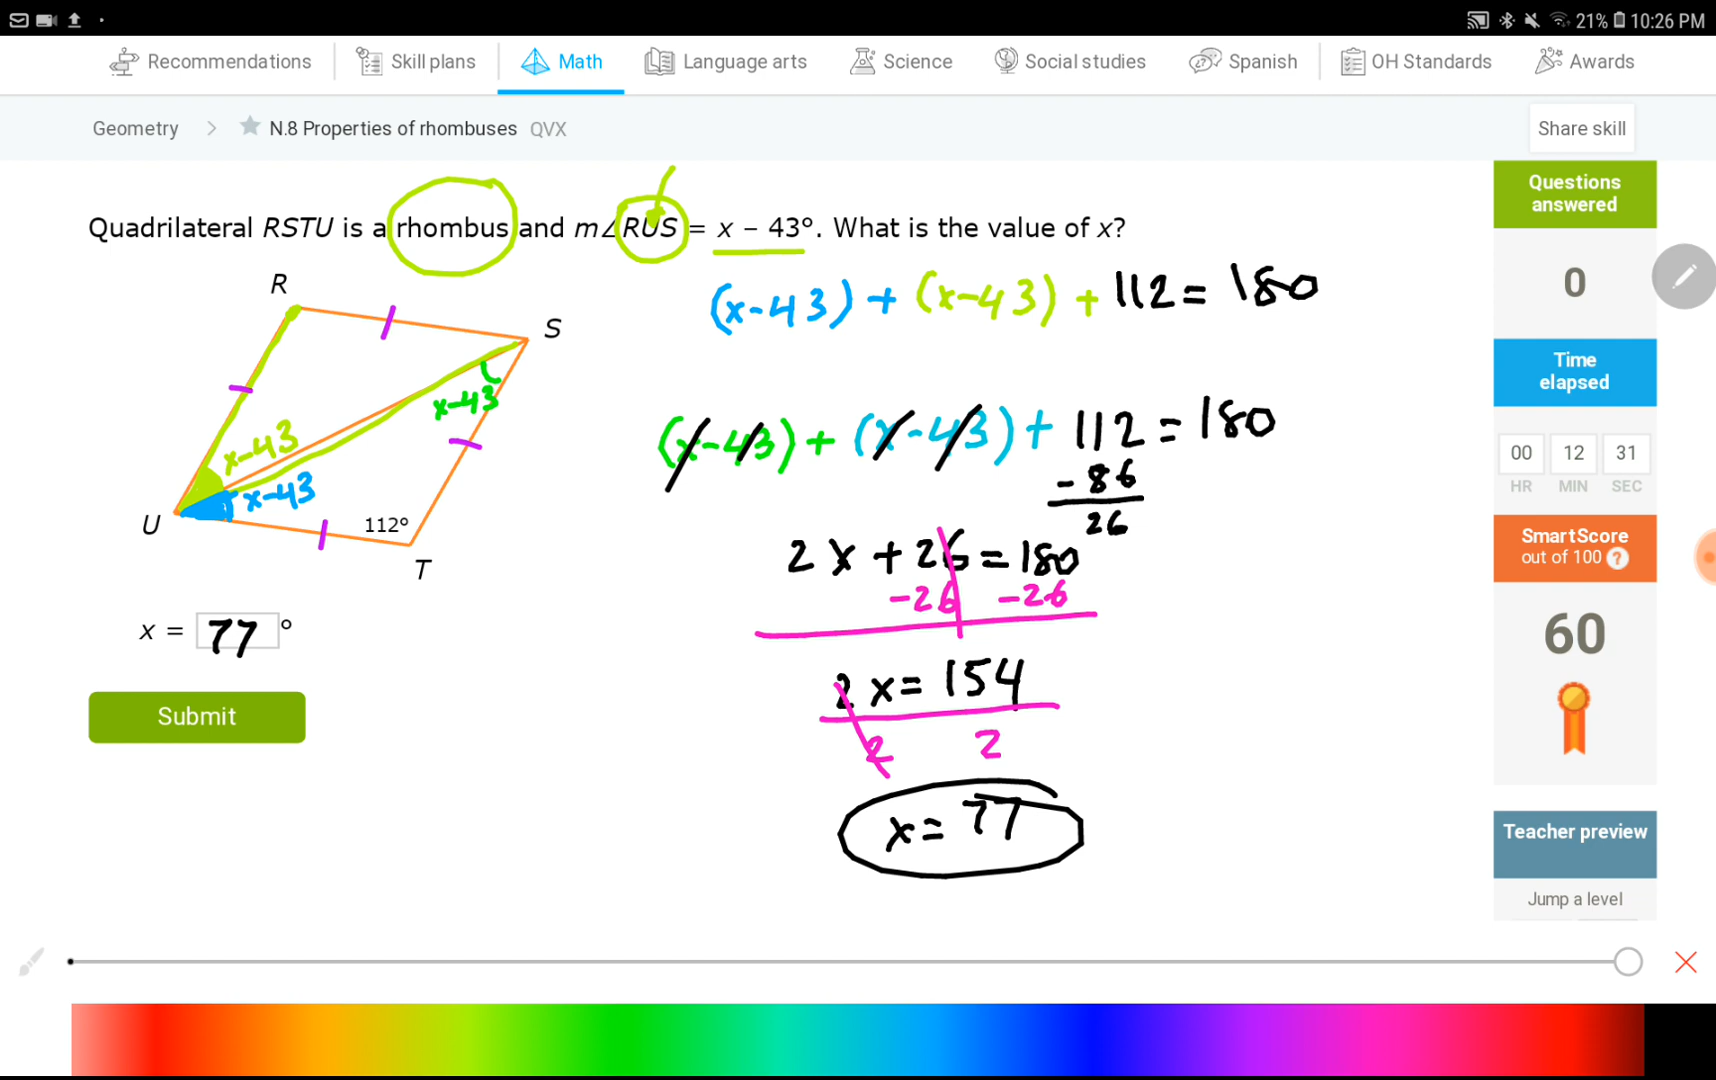 21% 10:26 PM
Recommendations Skill plans Math Language arts Science Social studies Spanish OH Standards Awards
Geometry > N.8 Properties of rhombuses QVX
Share skill
Quadrilateral RSTU is a rhombus and m∠RUS = x – 43°. What is the value of x?
R
S
(x-43) + (x-43) + 112 = 180
x-43
x-43
x-43
U
112°
T
(x-43) + (x-43) + 112 = 180
-86
26
2x + 26 = 180
-26 -26
2x = 154
2 2
x = 77
x = 77 °
Submit
Questions answered
0
Time elapsed
00 12 31
HR MIN SEC
SmartScore
out of 100 ?
60
Teacher preview
Jump a level